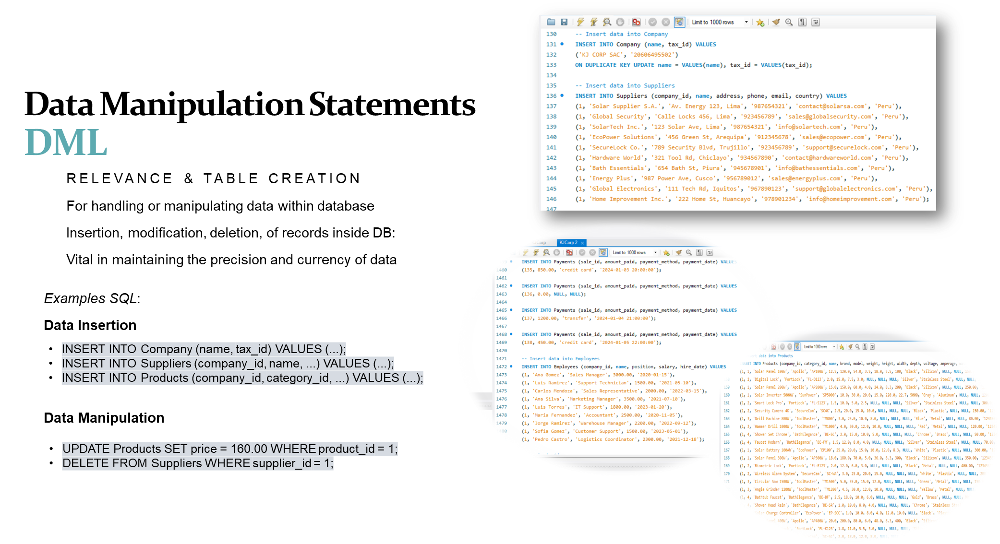 Data Manipulation Statements
DML
RELEVANCE & TABLE CREATION
For handling or manipulating data within database
Insertion, modification, deletion, of records inside DB:
Vital in maintaining the precision and currency of data
Examples SQL:
Data Insertion
• INSERT INTO Company (name, tax_id) VALUES (...);
• INSERT INTO Suppliers (company_id, name, ...) VALUES (...);
• INSERT INTO Products (company_id, category_id, ...) VALUES (...);
Data Manipulation
• UPDATE Products SET price = 160.00 WHERE product_id = 1;
• DELETE FROM Suppliers WHERE supplier_id = 1;
Limit to 1000 rows
130 -- Insert data into Company
131 INSERT INTO Company (name, tax_id) VALUES
132 ('KJ CORP SAC', '20606495502')
133 ON DUPLICATE KEY UPDATE name = VALUES(name), tax_id = VALUES(tax_id);
134
135 -- Insert data into Suppliers
136 INSERT INTO Suppliers (company_id, name, address, phone, email, country) VALUES
137 (1, 'Solar Supplier S.A.', 'Av. Energy 123, Lima', '987654321', 'contact@solarsa.com', 'Peru'),
138 (1, 'Global Security', 'Calle Locks 456, Lima', '923456789', 'sales@globalsecurity.com', 'Peru'),
139 (1, 'SolarTech Inc.', '123 Solar Ave, Lima', '987654321', 'info@solartech.com', 'Peru'),
140 (1, 'EcoPower Solutions', '456 Green St, Arequipa', '912345678', 'sales@ecopower.com', 'Peru'),
141 (1, 'SecureLock Co.', '789 Security Blvd, Trujillo', '923456789', 'support@securelock.com', 'Peru'),
142 (1, 'Hardware World', '321 Tool Rd, Chiclayo', '934567890', 'contact@hardwareworld.com', 'Peru'),
143 (1, 'Bath Essentials', '654 Bath St, Piura', '945678901', 'info@bathessentials.com', 'Peru'),
144 (1, 'Energy Plus', '987 Power Ave, Cusco', '956789012', 'sales@energyplus.com', 'Peru'),
145 (1, 'Global Electronics', '111 Tech Rd, Iquitos', '967890123', 'support@globalelectronics.com', 'Peru'),
146 (1, 'Home Improvement Inc.', '222 Home St, Huancayo', '978901234', 'info@homeimprovement.com', 'Peru');
147
KJCorp 2
Limit to 1000 rows
INSERT INTO Payments (sale_id, amount_paid, payment_method, payment_date) VALUES
1460 (135, 850.00, 'credit card', '2024-01-03 20:00:00');
1461
1462 INSERT INTO Payments (sale_id, amount_paid, payment_method, payment_date) VALUES
1463 (136, 0.00, NULL, NULL);
1464
1465 INSERT INTO Payments (sale_id, amount_paid, payment_method, payment_date) VALUES
1466 (137, 1200.00, 'transfer', '2024-01-04 21:00:00');
1467
1468 INSERT INTO Payments (sale_id, amount_paid, payment_method, payment_date) VALUES
1469 (138, 450.00, 'credit card', '2024-01-05 22:00:00');
1470
1471 -- Insert data into Employees
1472 INSERT INTO Employees (company_id, name, position, salary, hire_date) VALUES
1473 (1, 'Ana Gomez', 'Sales Manager', 3000.00, '2020-01-15'),
1474 (1, 'Luis Ramirez', 'Support Technician', 1500.00, '2021-05-10'),
1475 (1, 'Carlos Mendoza', 'Sales Representative', 2000.00, '2022-03-15'),
1476 (1, 'Ana Silva', 'Marketing Manager', 3500.00, '2021-07-10'),
1477 (1, 'Luis Torres', 'IT Support', 1800.00, '2023-01-20'),
1478 (1, 'Maria Fernandez', 'Accountant', 2500.00, '2020-11-05'),
1479 (1, 'Jorge Ramirez', 'Warehouse Manager', 2200.00, '2022-09-12'),
(1, 'Sofia Gomez', 'Customer Support', 1500.00, '2023-05-01'),
(1, 'Pedro Castro', 'Logistics Coordinator', 2300.00, '2021-12-18');
Limit to 1000 rows
data into Products
INTO Products (company_id, category_id, name, brand, model, weight, height, width, depth, voltage, amperage,
(1, 1, 'Solar Panel 100W', 'Apollo', 'AP100W', 12.5, 120.0, 54.0, 3.5, 18.0, 5.5, 100, 'Black', 'Silicon', NULL, NULL,
(1, 2, 'Digital Lock', 'FortLock', 'FL-D123', 2.0, 15.0, 7.5, 3.0, NULL, NULL, NULL, 'Silver', 'Stainless Steel', NULL, NULL,
159 (1, 1, 'Solar Panel 200W', 'Apollo', 'AP200W', 15.0, 150.0, 60.0, 4.0, 24.0, 8.3, 200, 'Black', 'Silicon', NULL, NULL, 250.00,
160 (1, 1, 'Solar Inverter 5000W', 'SunPower', 'SP5000', 10.0, 30.0, 20.0, 15.0, 220.0, 22.7, 5000, 'Gray', 'Aluminum', NULL, NULL,
161 (1, 2, 'Smart Lock Pro', 'FortLock', 'FL-S123', 1.5, 10.0, 5.0, 2.5, NULL, NULL, NULL, 'Silver', 'Stainless Steel', NULL, NULL,
162 (1, 2, 'Security Camera 4K', 'SecureCam', 'SC4K', 2.5, 20.0, 15.0, 10.0, NULL, NULL, NULL, 'Black', 'Plastic', NULL, NULL, 150.00,
163 (1, 3, 'Drill Machine 800W', 'ToolMaster', 'TM800', 3.0, 25.0, 10.0, 8.0, NULL, NULL, NULL, 'Blue', 'Metal', NULL, NULL, 80.00,
164 (1, 3, 'Hammer Drill 1000W', 'ToolMaster', 'TM1000', 4.0, 30.0, 12.0, 10.0, NULL, NULL, NULL, 'Red', 'Metal', NULL, NULL, 120.00,
165 (1, 4, 'Shower Set Chrome', 'BathElegance', 'BE-SC', 2.0, 15.0, 10.0, 5.0, NULL, NULL, NULL, 'Chrome', 'Brass', NULL, NULL, 50.00,
166 (1, 4, 'Faucet Modern', 'BathElegance', 'BE-FM', 1.5, 12.0, 8.0, 4.0, NULL, NULL, NULL, 'Silver', 'Stainless Steel', NULL, NULL, 70.00
167 (1, 1, 'Solar Battery 100Ah', 'EcoPower', 'EP100', 25.0, 20.0, 15.0, 10.0, 12.0, 8.3, NULL, 'White', 'Plastic', NULL, NULL, 300.00,
168 (1, 1, 'Solar Panel 300W', 'Apollo', 'AP300W', 18.0, 180.0, 70.0, 5.0, 36.0, 8.3, 300, 'Black', 'Silicon', NULL, NULL, 350.00,
169 (1, 2, 'Biometric Lock', 'FortLock', 'FL-B123', 2.0, 12.0, 6.0, 3.0, NULL, NULL, NULL, 'Black', 'Metal', NULL, NULL, 400.00,
170 (1, 2, 'Wireless Alarm System', 'SecureCam', 'SC-WA', 3.0, 25.0, 20.0, 15.0, NULL, NULL, NULL, 'White', 'Plastic', NULL, NULL,
171 (1, 3, 'Circular Saw 1500W', 'ToolMaster', 'TM1500', 5.0, 35.0, 15.0, 12.0, NULL, NULL, NULL, 'Green', 'Metal', NULL, NULL,
(1, 3, 'Angle Grinder 1200W', 'ToolMaster', 'TM1200', 4.5, 30.0, 12.0, 10.0, NULL, NULL, NULL, 'Yellow', 'Metal', NULL,
(1, 4, 'Bathtub Faucet', 'BathElegance', 'BE-BF', 2.5, 18.0, 10.0, 6.0, NULL, NULL, NULL, 'Gold', 'Brass', NULL, NULL,
'Shower Head Rain', 'BathElegance', 'BE-SR', 1.0, 10.0, 8.0, 4.0, NULL, NULL, NULL, 'Chrome', 'Stainless
Charge Controller', 'EcoPower', 'EP-SCC', 1.0, 10.0, 8.0, 4.0, 12.0, 10.0, NULL, 'Black',
400W', 'Apollo', 'AP400W', 20.0, 200.0, 80.0, 6.0, 48.0, 8.3, 400, 'Black',
'FortLock', 'FL-K123', 1.8, 11.0, 5.5, 3.0, NULL, NULL, NULL,